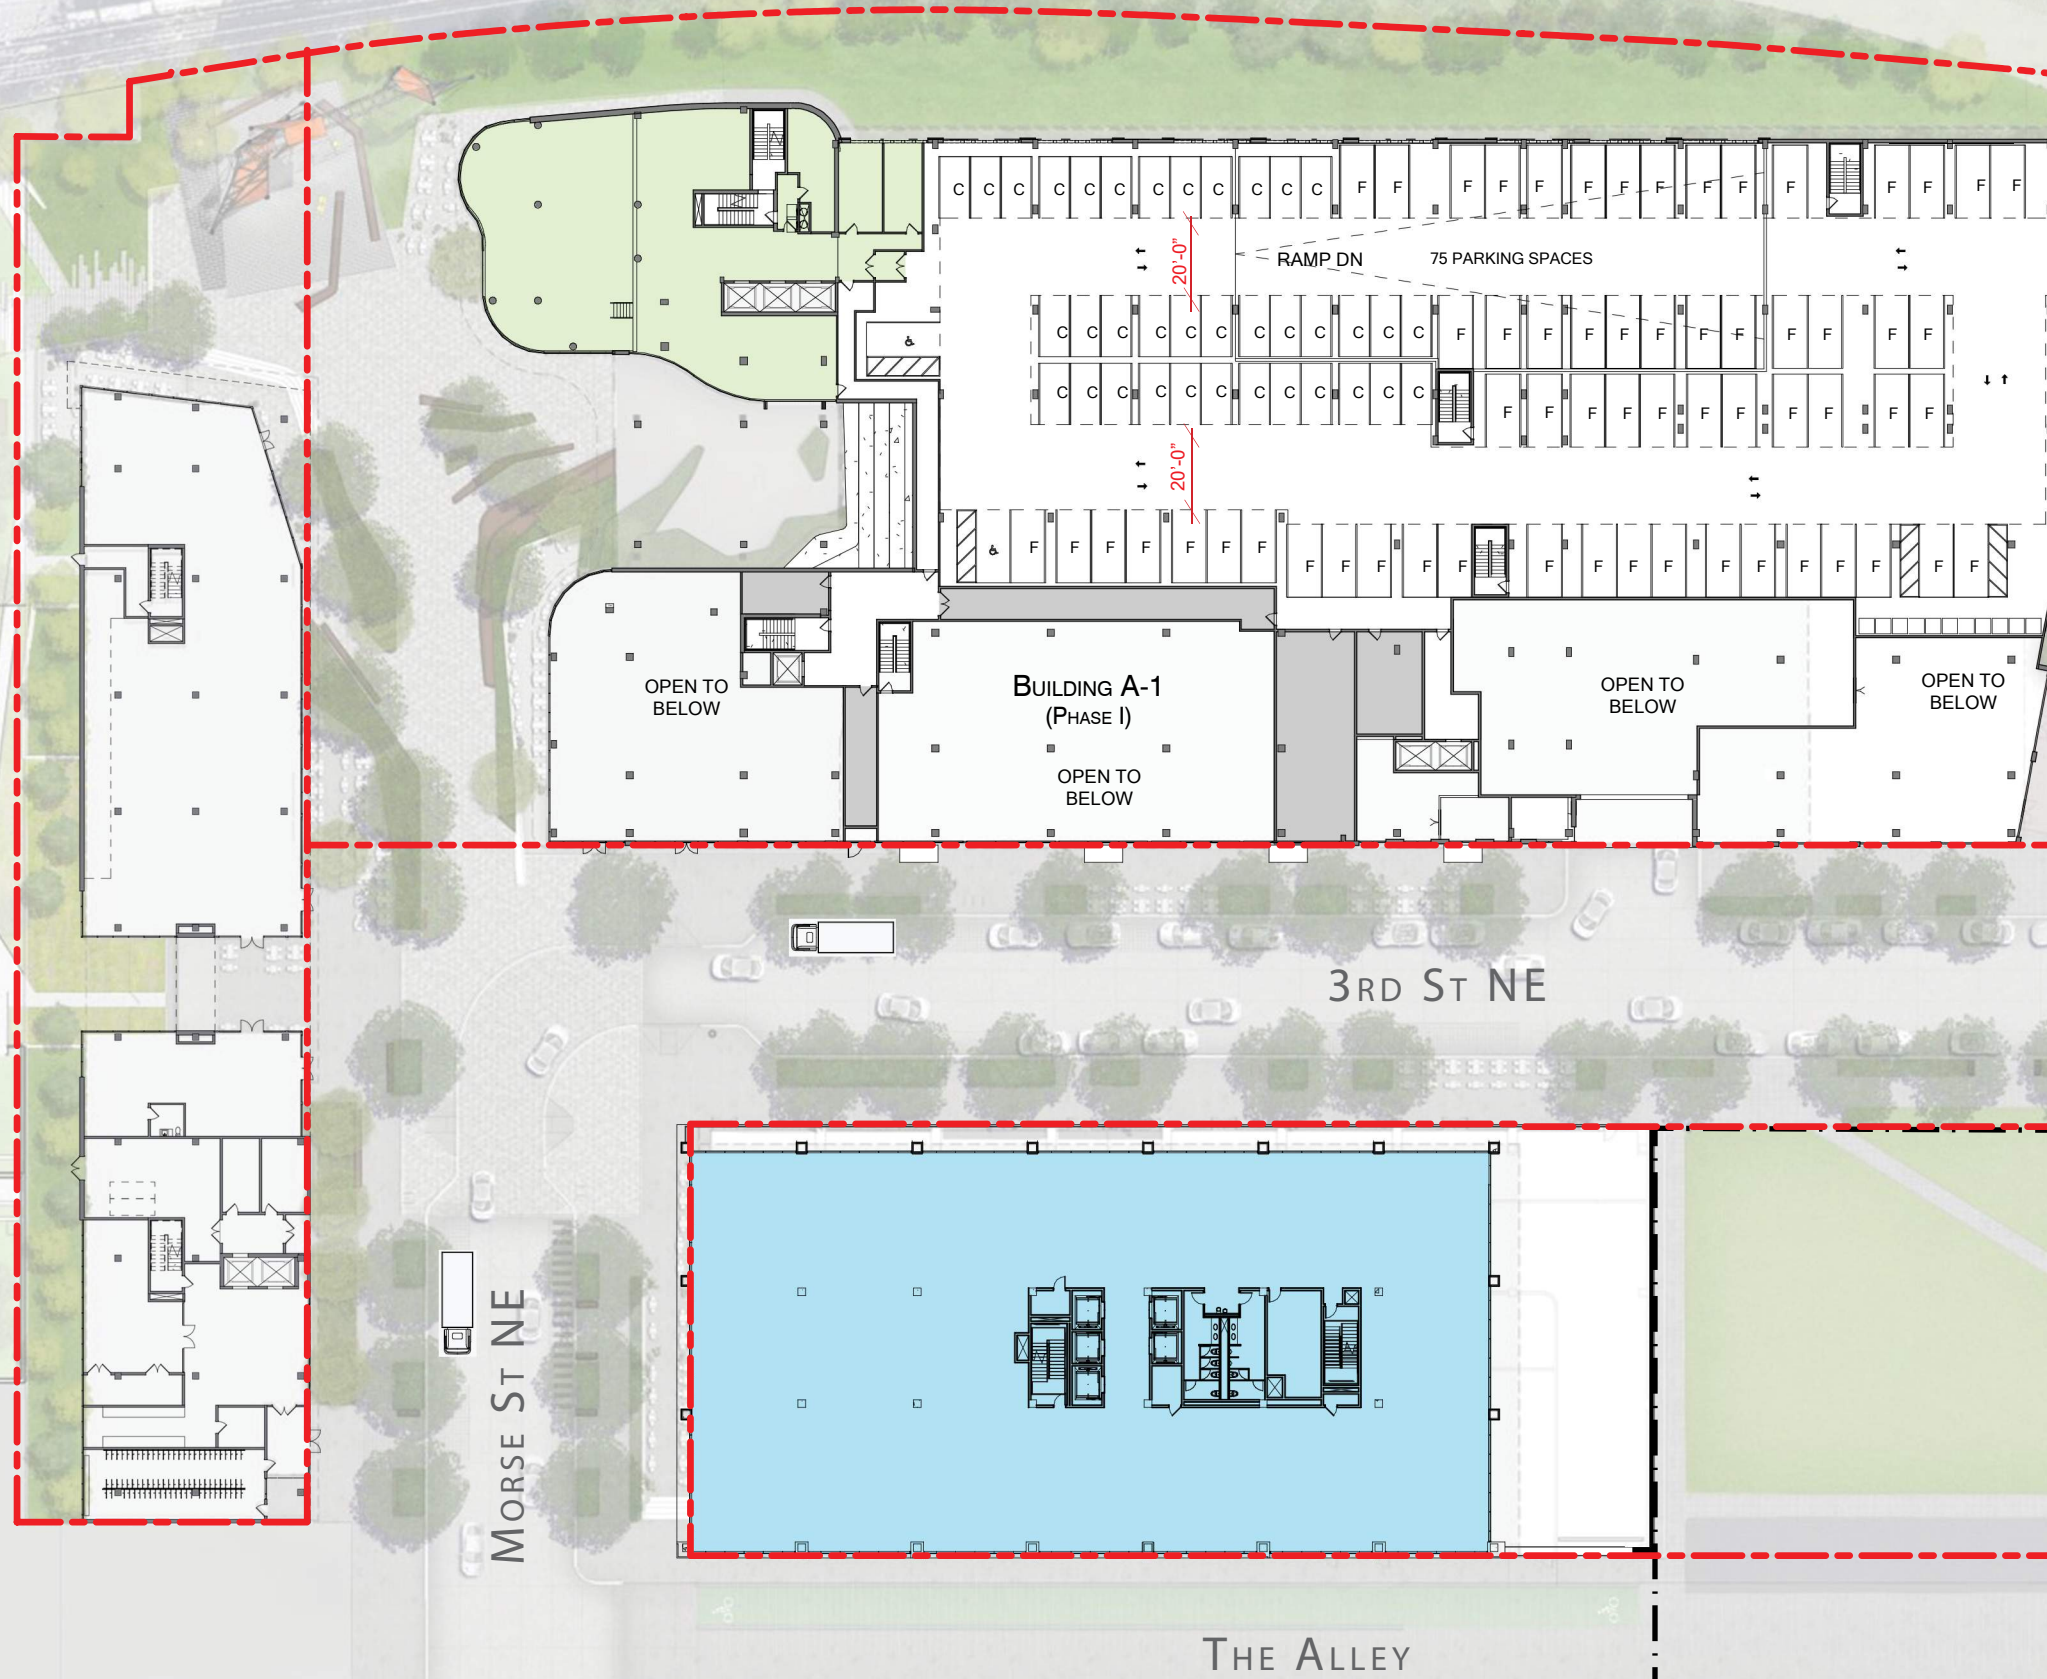 C C C C C C C C C C C C F F F F F F F F F F F F F F F
20'-0"
RAMP DN
75 PARKING SPACES
C C C C C C C C C C C C F F F F F F F F F F F F
C C C C C C C C C C C C F F F F F F F F F F F
20'-0"
F F F F F F F
F F F F F F F F F F F F F F F
OPEN TO
BELOW
BUILDING A-1
(PHASE I)
OPEN TO
BELOW
OPEN TO
BELOW
OPEN TO
BELOW
3RD ST NE
MORSE ST NE
THE ALLEY